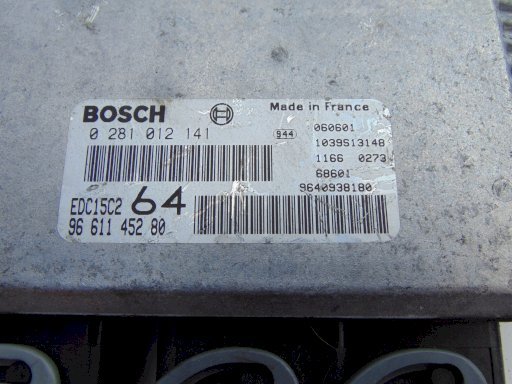 BOSCH
Made in France
0 281 012 141
944
060601
1039S13148
1166 0273
68601
9640938180
EDC15C2 64
96 611 452 80